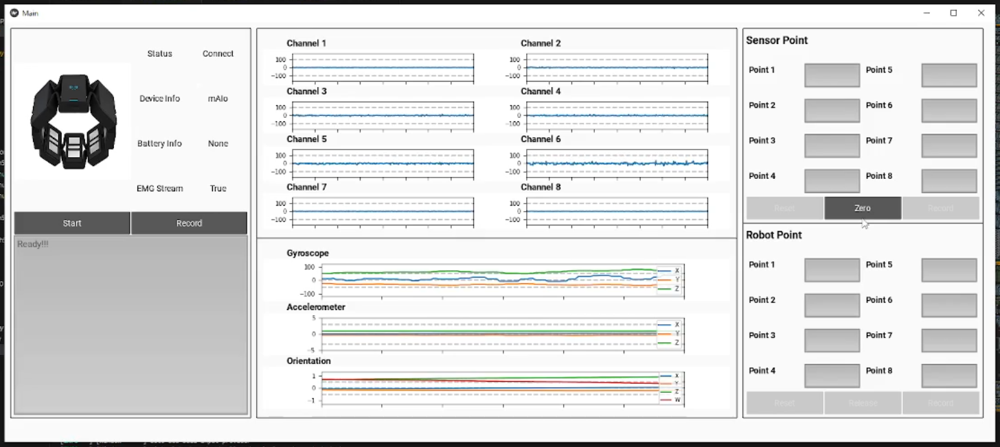 Main
Status Connect
Device Info mAIo
Battery Info None
EMG Stream True
Start Record
Ready!!!
Channel 1 Channel 2
100 100
0 0
−100 −100
Channel 3 Channel 4
100 100
0 0
−100 −100
Channel 5 Channel 6
100 100
0 0
−100 −100
Channel 7 Channel 8
100 100
0 0
−100 −100
Gyroscope
100 X
0 Y
−100 Z
Accelerometer
5 X
0 Y
−5 Z
Orientation
1 X
Y
0 Z
−1 W
Sensor Point
Point 1 Point 5
Point 2 Point 6
Point 3 Point 7
Point 4 Point 8
Reset Zero Record
Robot Point
Point 1 Point 5
Point 2 Point 6
Point 3 Point 7
Point 4 Point 8
Reset Release Record